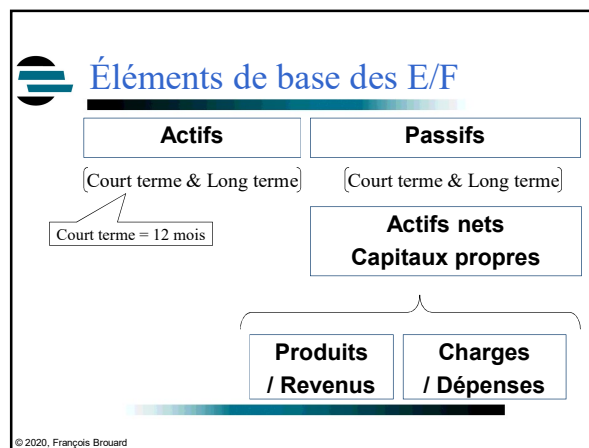 Éléments de base des E/F
Actifs
Passifs
[Court terme & Long terme]
[Court terme & Long terme]
Court terme = 12 mois
Actifs nets
Capitaux propres
Produits
/ Revenus
Charges
/ Dépenses
© 2020, François Brouard